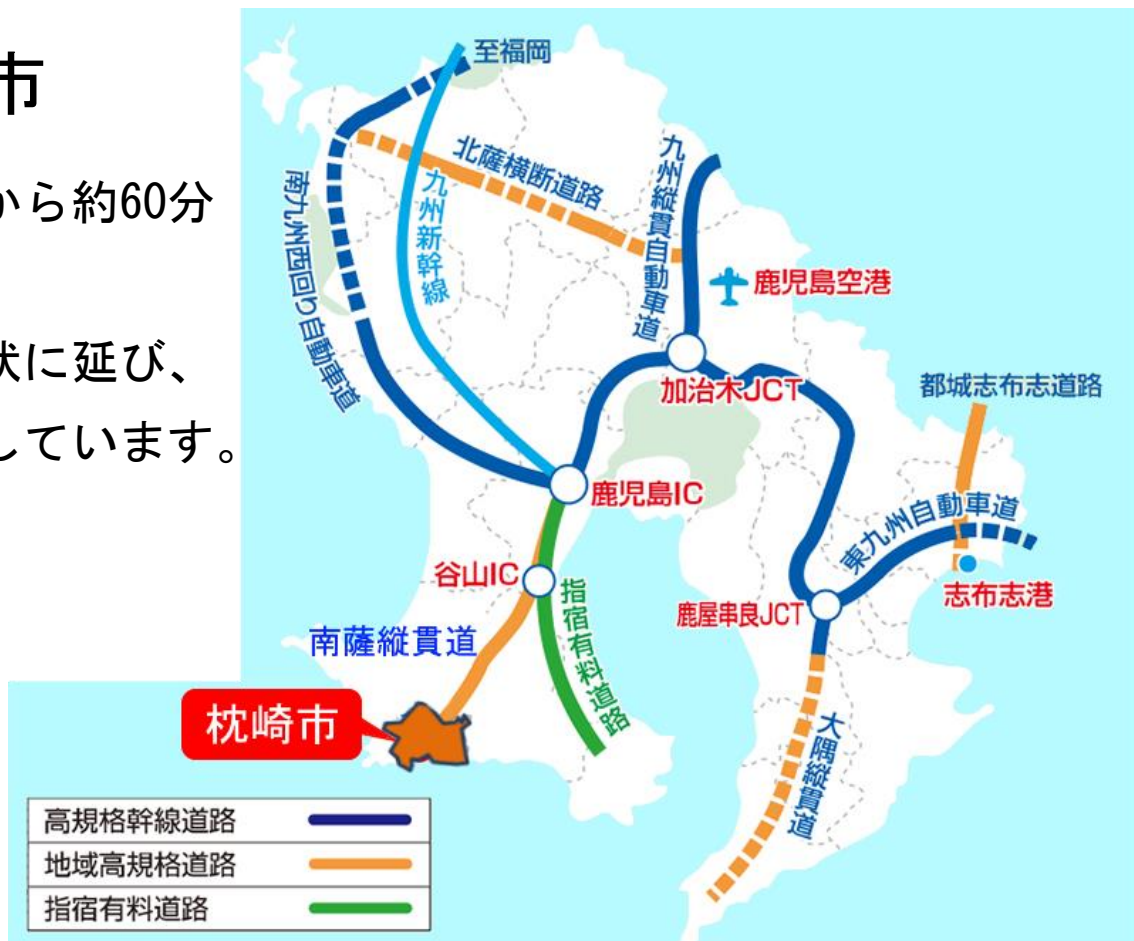 市
から約60分
状に延び、
しています。
至福岡
北薩横断道路
九州縦貫自動車道
九州新幹線
南九州西回り自動車道
鹿児島空港
加治木JCT
都城志布志道路
鹿児島IC
東九州自動車道
谷山IC
志布志港
鹿屋串良JCT
指宿有料道路
南薩縦貫道
枕崎市
大隅縦貫道
高規格幹線道路
地域高規格道路
指宿有料道路